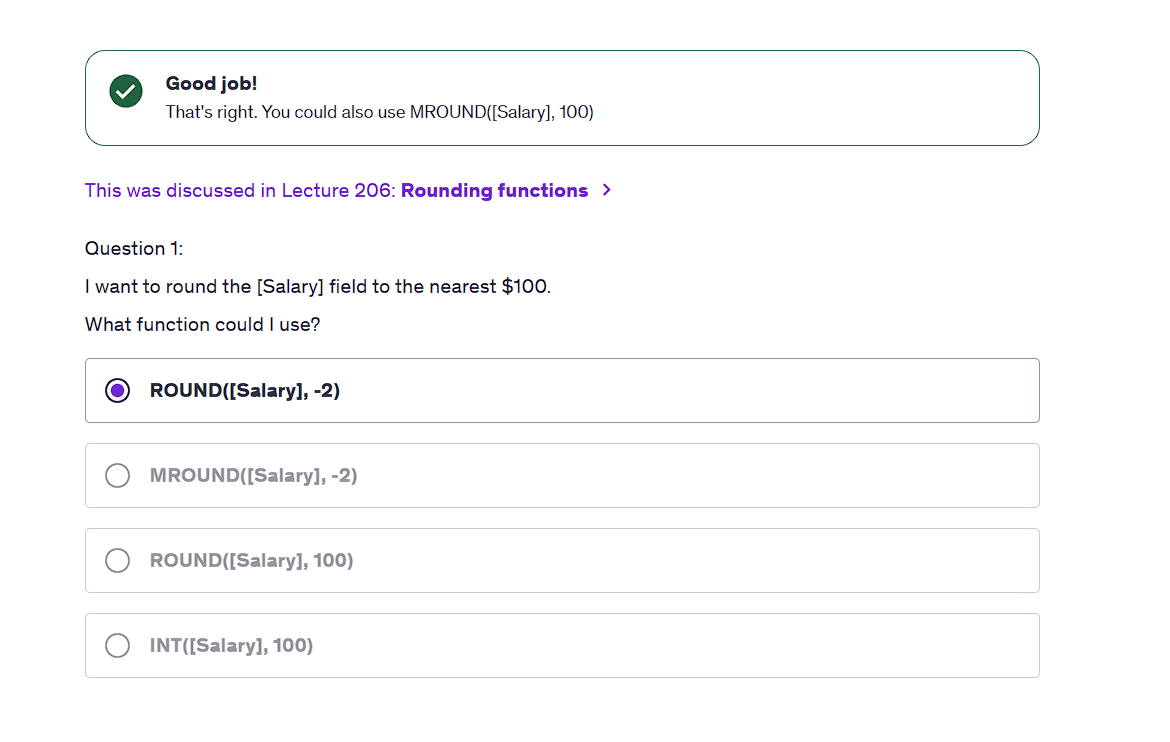 Good job!
That's right. You could also use MROUND([Salary], 100)
This was discussed in Lecture 206: Rounding functions
Question 1:
I want to round the [Salary] field to the nearest $100.
What function could I use?
ROUND([Salary], -2)
MROUND([Salary], -2)
ROUND([Salary], 100)
INT([Salary], 100)